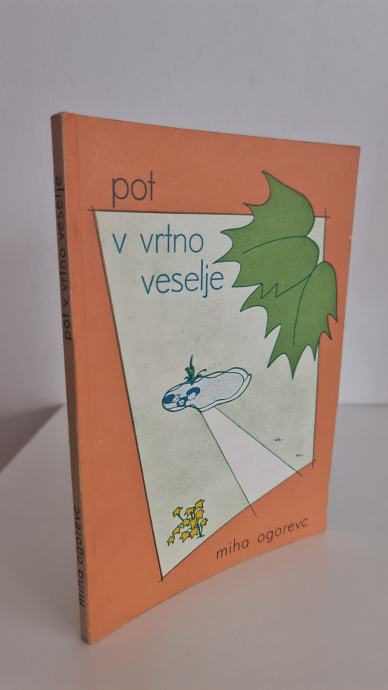 pot
v vrtno
veselje
miha ogorevc
pot v vrtno veselje
miha ogorevc